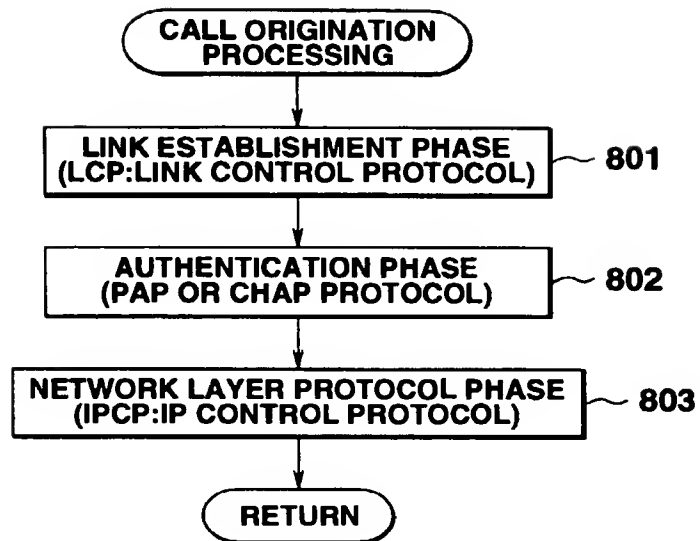 CALL ORIGINATION
PROCESSING
LINK ESTABLISHMENT PHASE
(LCP:LINK CONTROL PROTOCOL)
801
AUTHENTICATION PHASE
(PAP OR CHAP PROTOCOL)
802
NETWORK LAYER PROTOCOL PHASE
(IPCP:IP CONTROL PROTOCOL)
803
RETURN